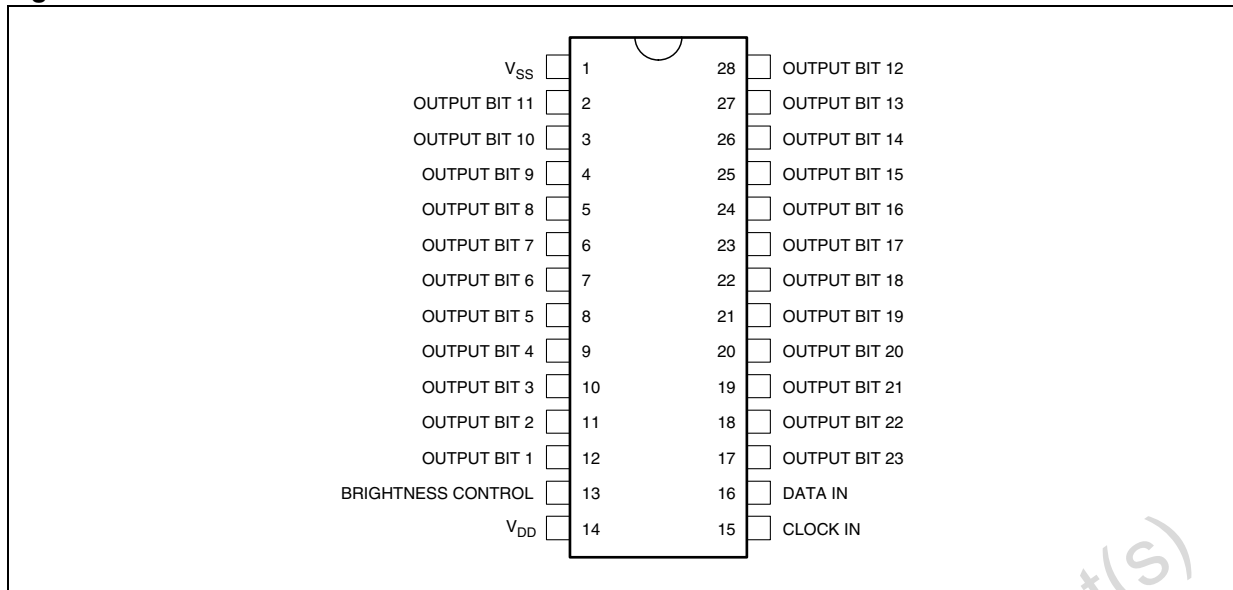 V_SS 1 28 OUTPUT BIT 12
OUTPUT BIT 11 2 27 OUTPUT BIT 13
OUTPUT BIT 10 3 26 OUTPUT BIT 14
OUTPUT BIT 9 4 25 OUTPUT BIT 15
OUTPUT BIT 8 5 24 OUTPUT BIT 16
OUTPUT BIT 7 6 23 OUTPUT BIT 17
OUTPUT BIT 6 7 22 OUTPUT BIT 18
OUTPUT BIT 5 8 21 OUTPUT BIT 19
OUTPUT BIT 4 9 20 OUTPUT BIT 20
OUTPUT BIT 3 10 19 OUTPUT BIT 21
OUTPUT BIT 2 11 18 OUTPUT BIT 22
OUTPUT BIT 1 12 17 OUTPUT BIT 23
BRIGHTNESS CONTROL 13 16 DATA IN
V_DD 14 15 CLOCK IN
t(s)